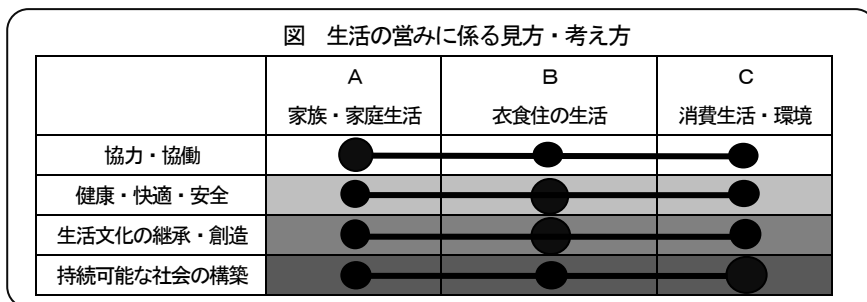 図 生活の営みに係る見方・考え方
A B C
家族・家庭生活 衣食住の生活 消費生活・環境
協力・協働
健康・快適・安全
生活文化の継承・創造
持続可能な社会の構築